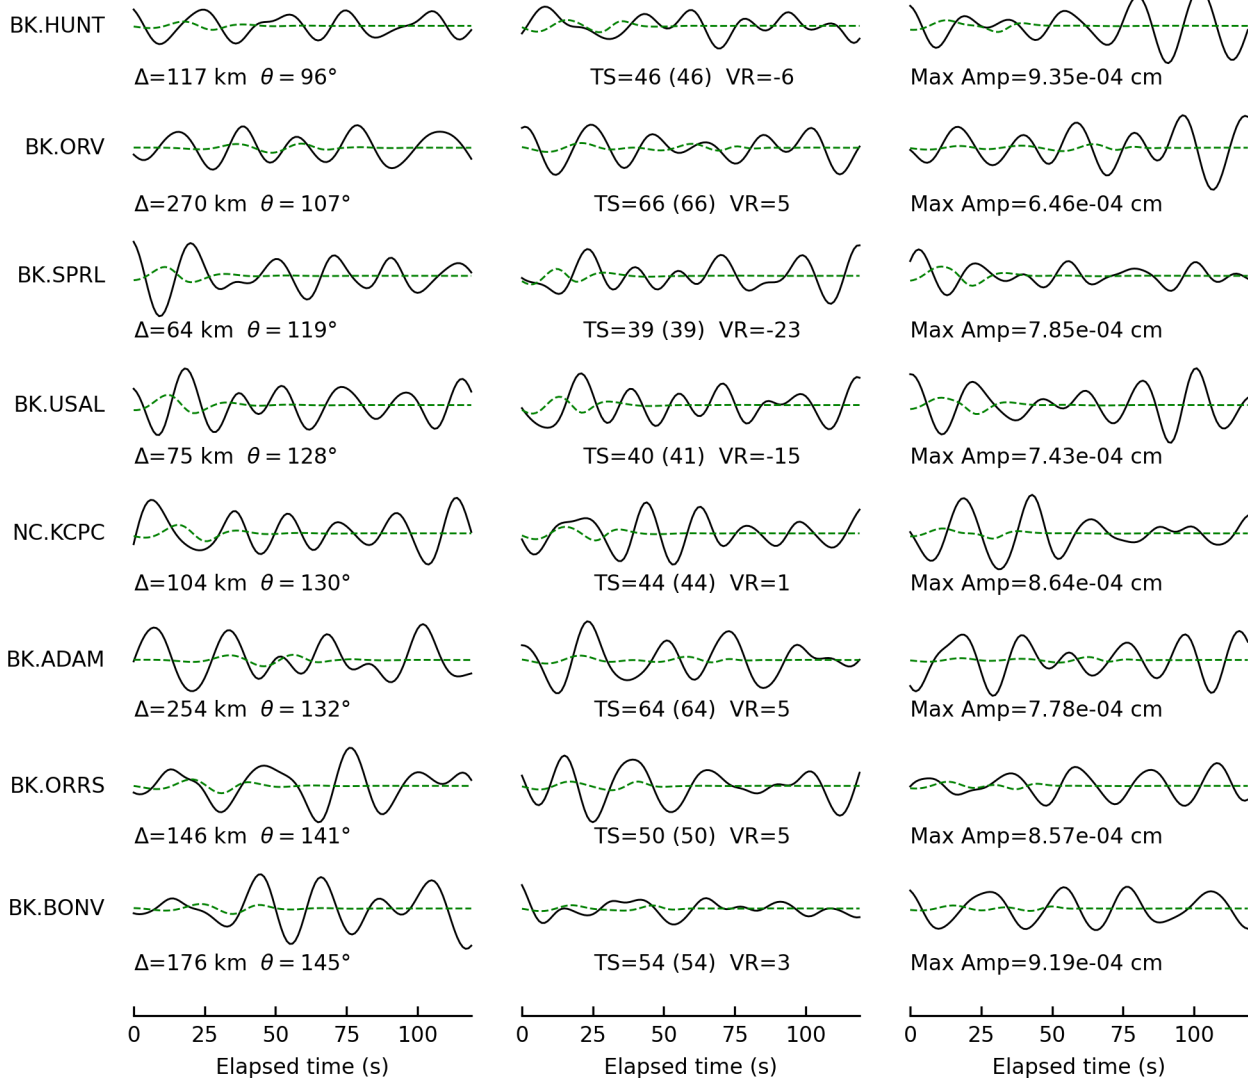 BK.HUNT
Δ=117 km θ = 96° TS=46 (46) VR=-6 Max Amp=9.35e-04 cm
BK.ORV
Δ=270 km θ = 107° TS=66 (66) VR=5 Max Amp=6.46e-04 cm
BK.SPRL
Δ=64 km θ = 119° TS=39 (39) VR=-23 Max Amp=7.85e-04 cm
BK.USAL
Δ=75 km θ = 128° TS=40 (41) VR=-15 Max Amp=7.43e-04 cm
NC.KCPC
Δ=104 km θ = 130° TS=44 (44) VR=1 Max Amp=8.64e-04 cm
BK.ADAM
Δ=254 km θ = 132° TS=64 (64) VR=5 Max Amp=7.78e-04 cm
BK.ORRS
Δ=146 km θ = 141° TS=50 (50) VR=5 Max Amp=8.57e-04 cm
BK.BONV
Δ=176 km θ = 145° TS=54 (54) VR=3 Max Amp=9.19e-04 cm
0 25 50 75 100 0 25 50 75 100 0 25 50 75 100
Elapsed time (s) Elapsed time (s) Elapsed time (s)